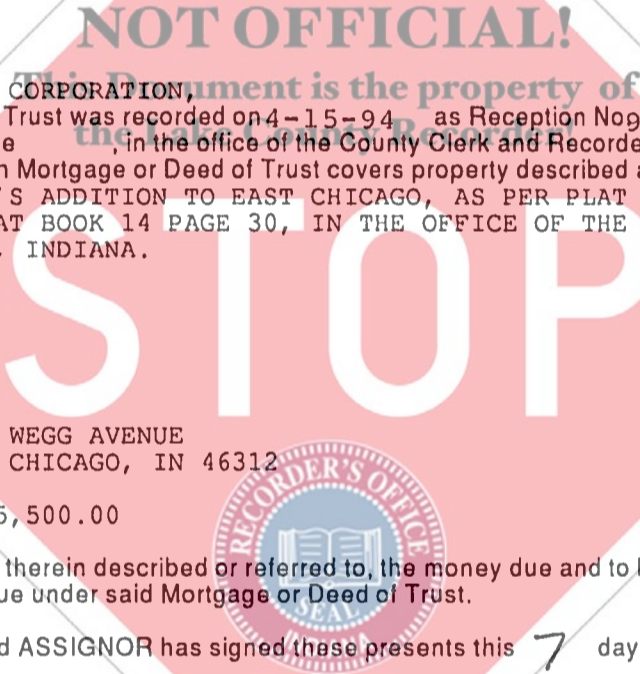 NOT OFFICIAL!
This Document is the property of
the Lake County Recorder!
CORPORATION,
Trust was recorded on 4-15-94 as Reception No 9
e , in the office of the County Clerk and Recorde
n Mortgage or Deed of Trust covers property described a
'S ADDITION TO EAST CHICAGO, AS PER PLAT
AT BOOK 14 PAGE 30, IN THE OFFICE OF THE
, INDIANA.
STOP
WEGG AVENUE
CHICAGO, IN 46312
5,500.00
RECORDER'S OFFICE
SEAL
INDIANA
therein described or referred to, the money due and to b
ue under said Mortgage or Deed of Trust.
d ASSIGNOR has signed these presents this 7 day